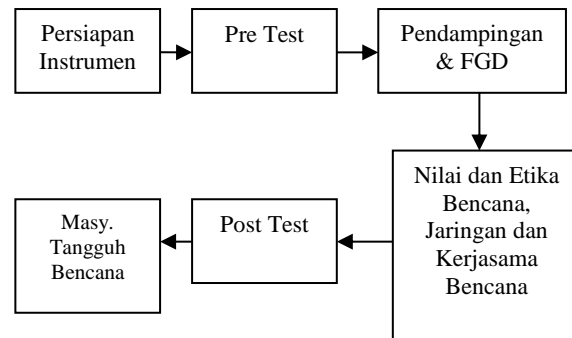 Persiapan
Instrumen
Pre Test
Pendampingan
& FGD
Nilai dan Etika
Bencana,
Jaringan dan
Kerjasama
Bencana
Post Test
Masy.
Tangguh
Bencana